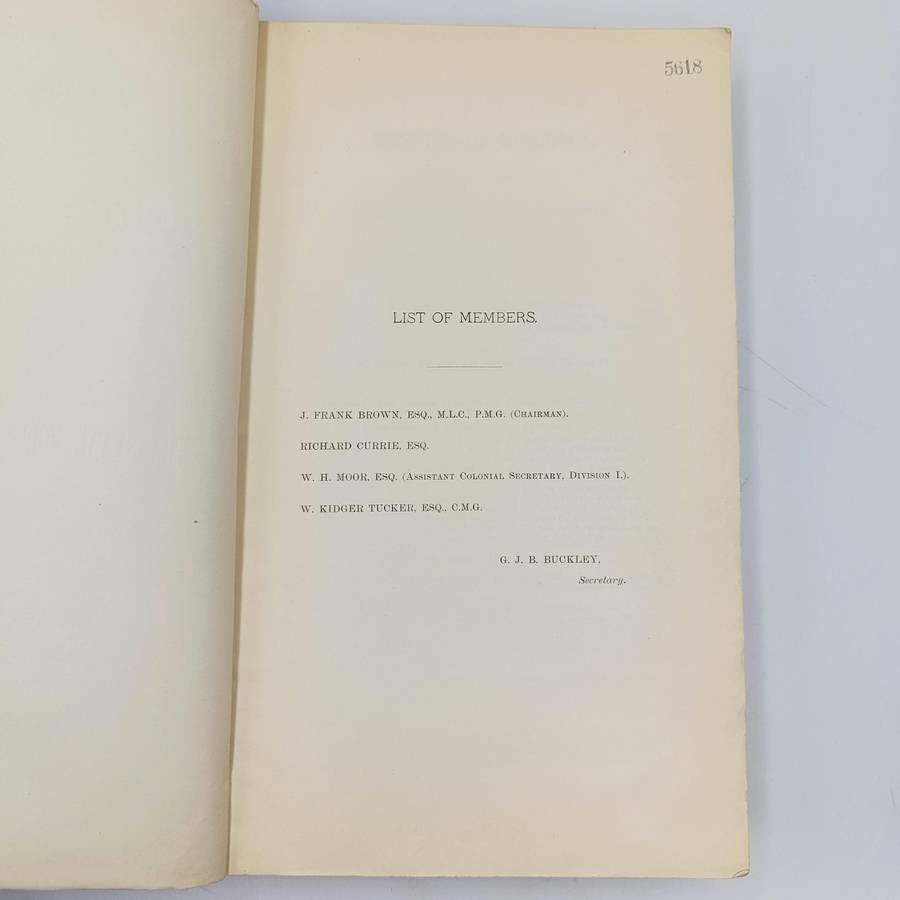 5618
LIST OF MEMBERS.
J. FRANK BROWN, ESQ., M.L.C., P.M.G. (CHAIRMAN).
RICHARD CURRIE, ESQ.
W. H. MOOR, ESQ. (ASSISTANT COLONIAL SECRETARY, DIVISION I.).
W. KIDGER TUCKER, ESQ., C.M.G.
G. J. B. BUCKLEY,
Secretary.